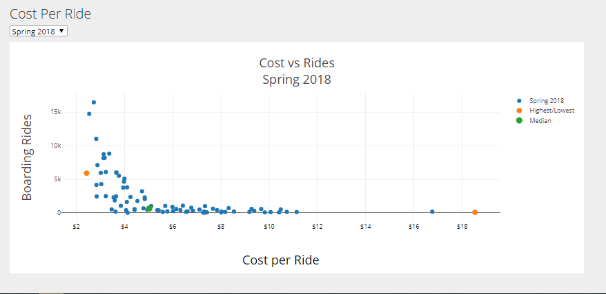 Cost Per Ride
Spring 2018
Cost vs Rides
Spring 2018
Boarding Rides
15k
10k
5k
0
$2 $4 $6 $8 $10 $12 $14 $16 $18
Cost per Ride
Spring 2018
Highest/Lowest
Median